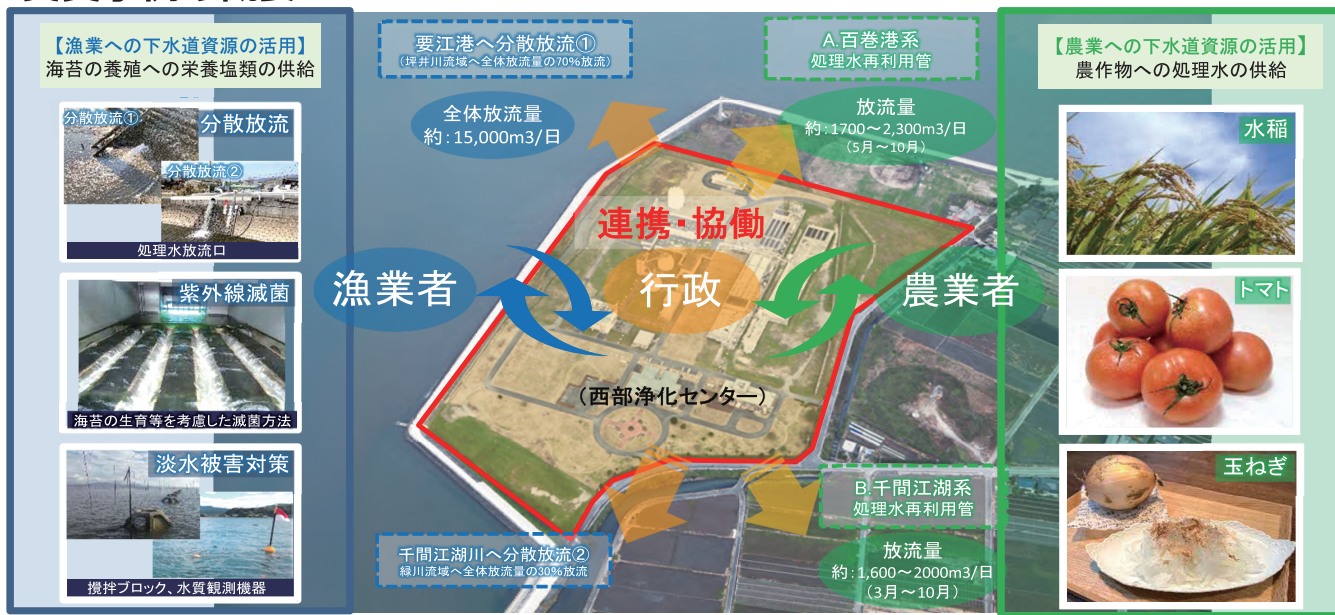 【漁業への下水道資源の活用】
海苔の養殖への栄養塩類の供給
分散放流①
分散放流
分散放流②
処理水放流口
紫外線滅菌
海苔の生育等を考慮した滅菌方法
淡水被害対策
攪拌ブロック、水質観測機器
要江港へ分散放流①
(坪井川流域へ全体放流量の70%放流)
全体放流量
約:15,000m3/日
A.百巻港系
処理水再利用管
放流量
約:1700～2,300m3/日
(5月～10月)
連携・協働
漁業者
行政
農業者
(西部浄化センター)
千間江湖川へ分散放流②
緑川流域へ全体放流量の30%放流
B.千間江湖系
処理水再利用管
放流量
約:1,600～2000m3/日
(3月～10月)
【農業への下水道資源の活用】
農作物への処理水の供給
水稲
トマト
玉ねぎ